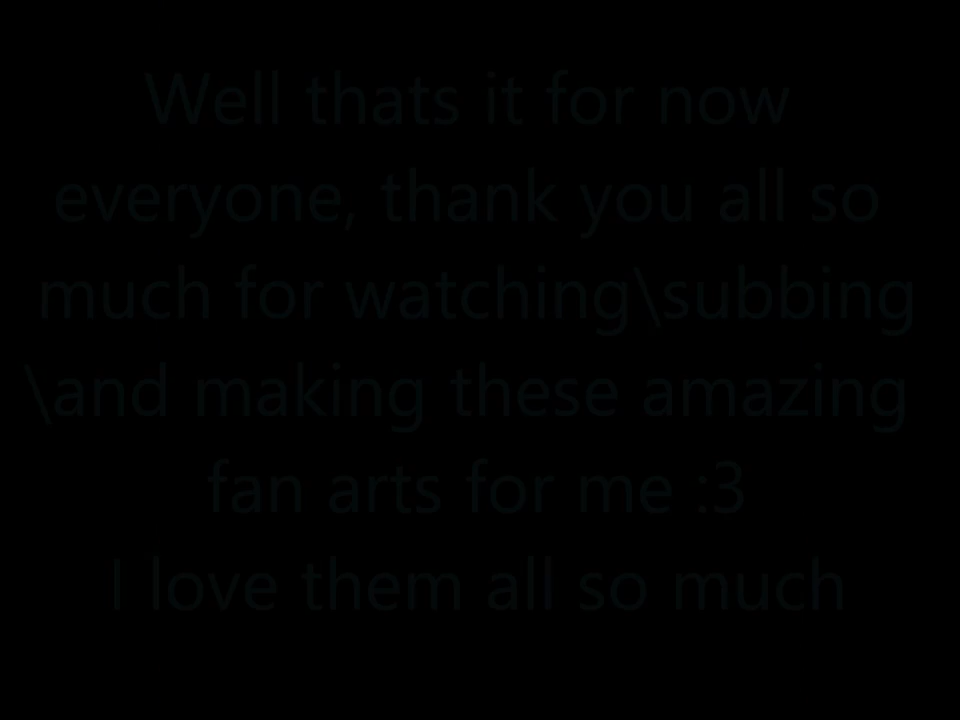 Well thats it for now
everyone, thank you all so
much for watching\subbing
\and making these amazing
fan arts for me :3
I love them all so much